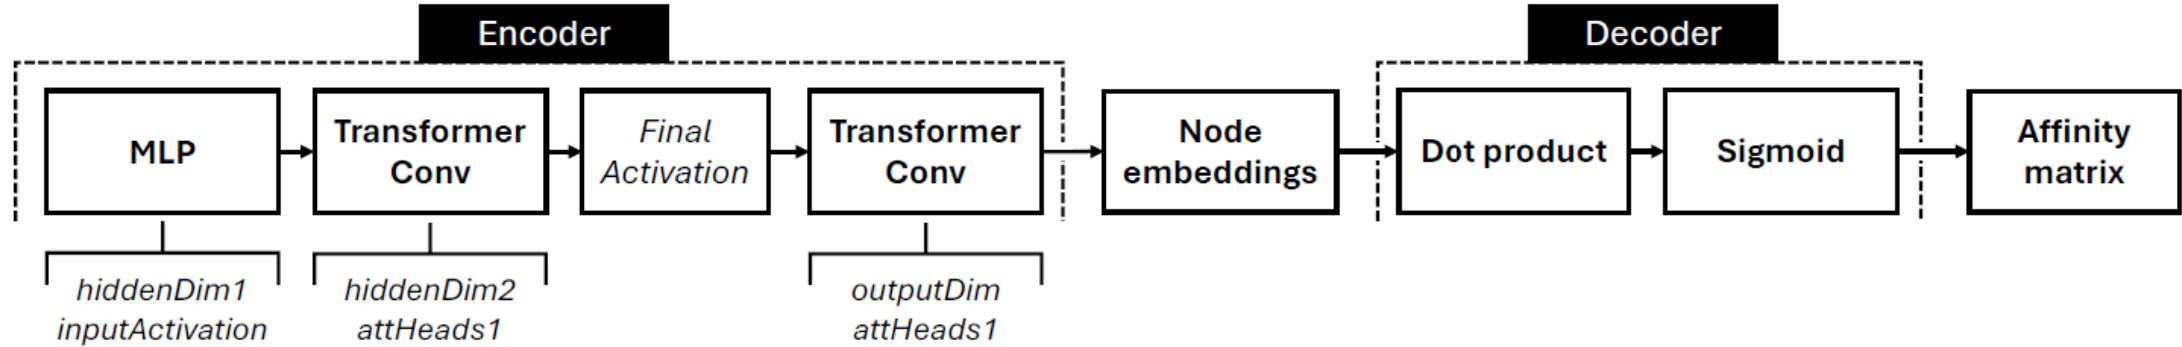 Encoder
Decoder
MLP
Transformer
Conv
Final
Activation
Transformer
Conv
Node
embeddings
Dot product
Sigmoid
Affinity
matrix
hiddenDim1
inputActivation
hiddenDim2
attHeads1
outputDim
attHeads1